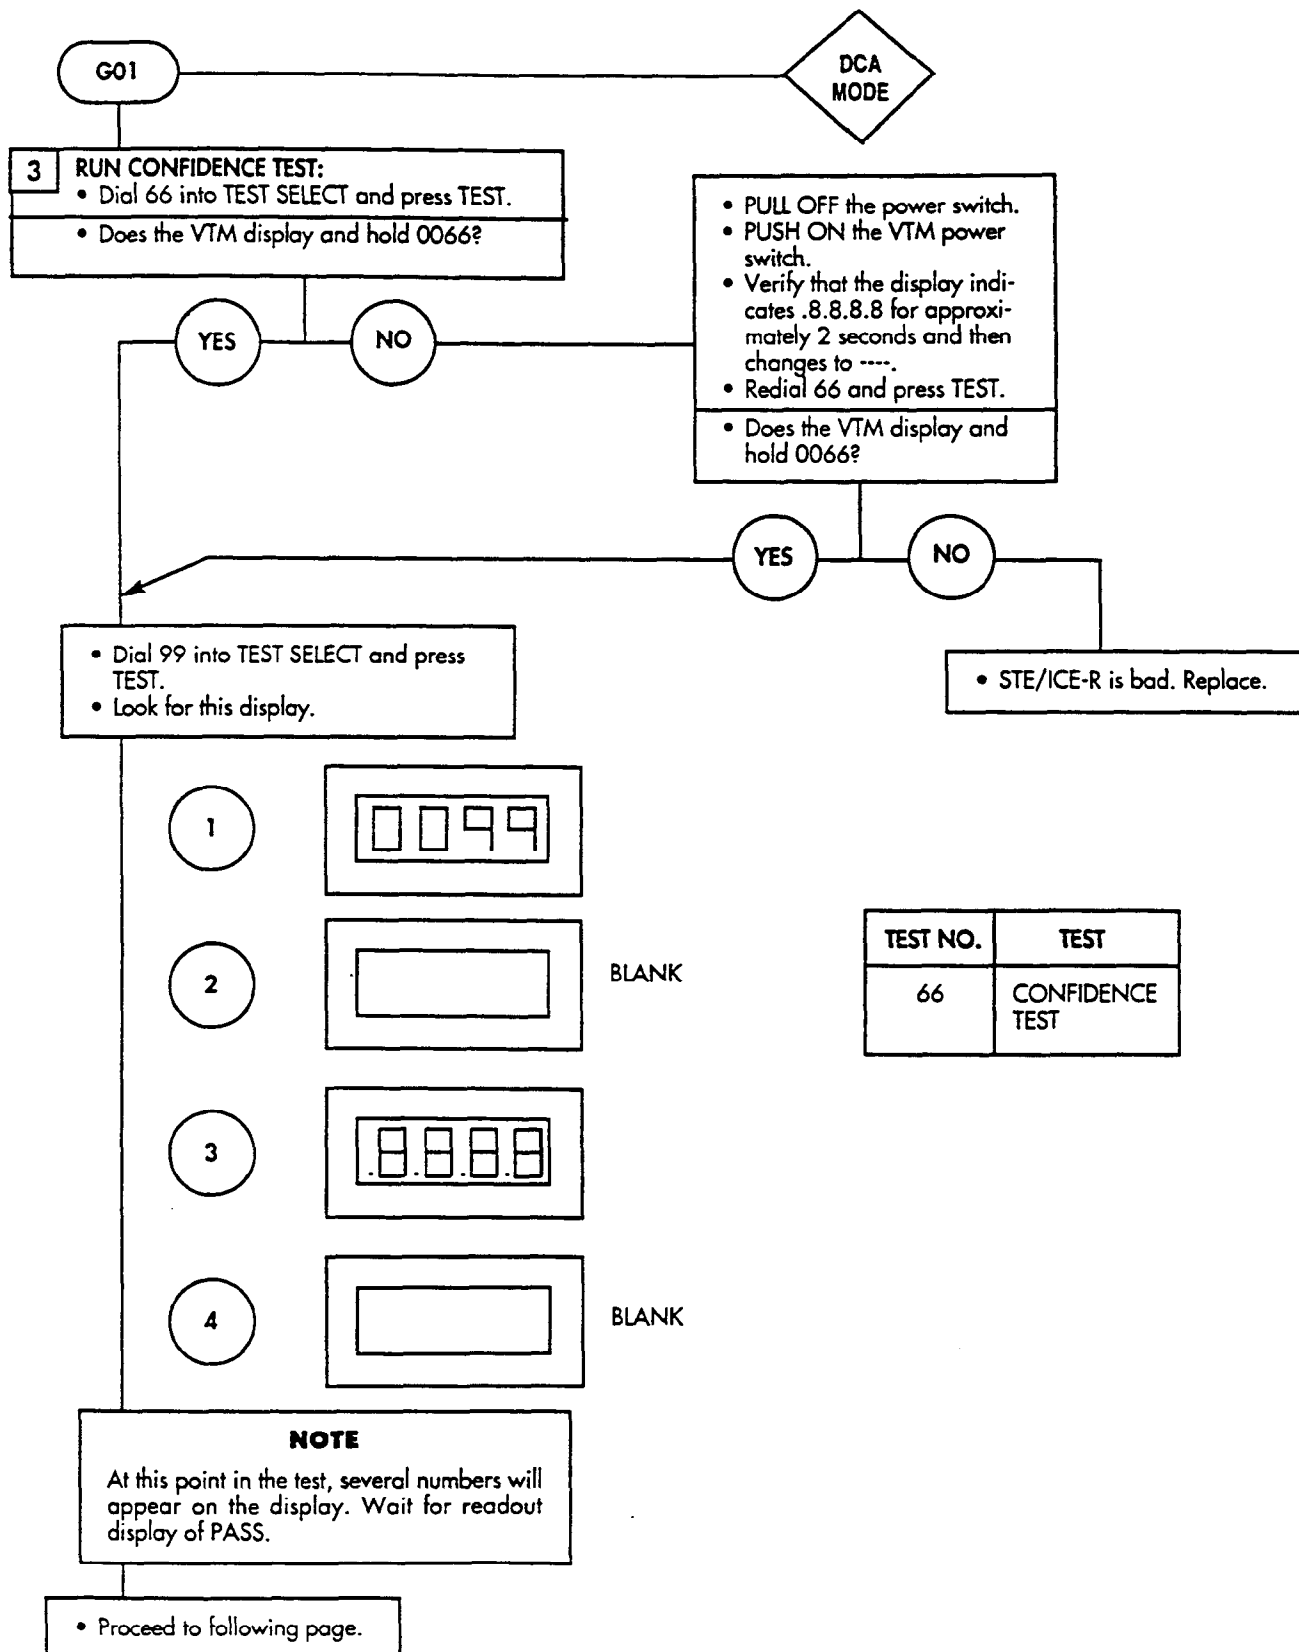 G01
DCA
MODE
3 RUN CONFIDENCE TEST:
• Dial 66 into TEST SELECT and press TEST.
• Does the VTM display and hold 0066?
YES
NO
• PULL OFF the power switch.
• PUSH ON the VTM power
switch.
• Verify that the display indi-
cates .8.8.8.8 for approxi-
mately 2 seconds and then
changes to ----.
• Redial 66 and press TEST.
• Does the VTM display and
hold 0066?
YES
NO
• STE/ICE-R is bad. Replace.
• Dial 99 into TEST SELECT and press
TEST.
• Look for this display.
1
0099
2
BLANK
3
.8.8.8.8
4
BLANK
TEST NO. TEST
66 CONFIDENCE
TEST
NOTE
At this point in the test, several numbers will
appear on the display. Wait for readout
display of PASS.
• Proceed to following page.